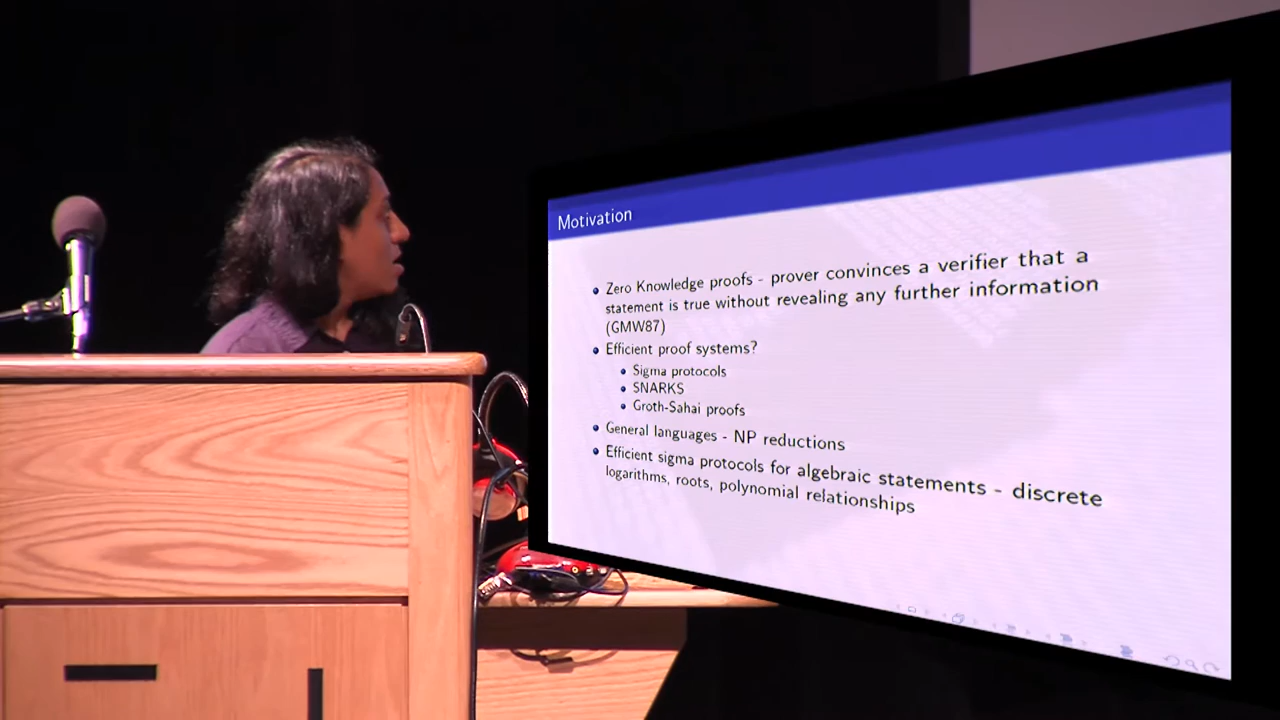 Motivation
Zero Knowledge proofs - prover convinces a verifier that a
statement is true without revealing any further information
(GMW87)
Efficient proof systems?
Sigma protocols
SNARKS
Groth-Sahai proofs
General languages - NP reductions
Efficient sigma protocols for algebraic statements - discrete
logarithms, roots, polynomial relationships